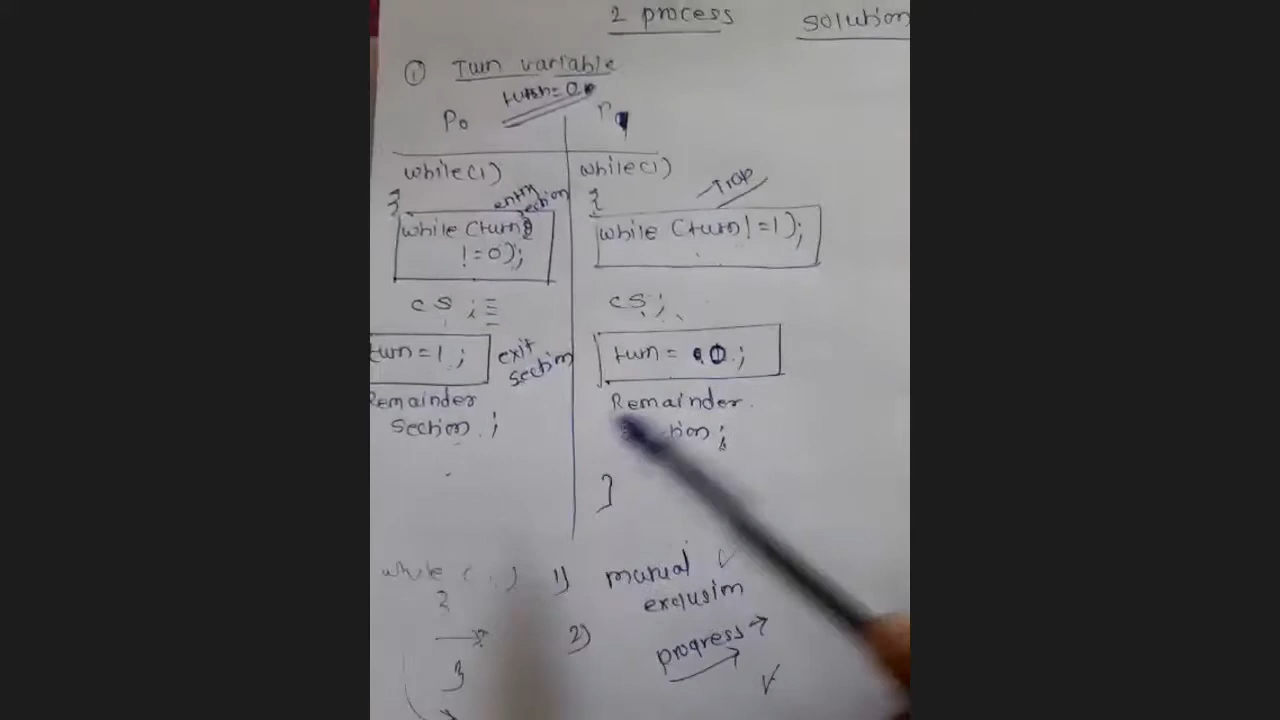 2 process solution
① Turn variable
turn = 0
P0
while(1) while(1)
{ {
entry section
Trap
while (turn != 0);
while (turn != 1);
cs ; cs ;
turn = 1 ; exit section
turn = 0 ;
Remainder section ;
Remainder section ;
}
while ( ) 1) mutual exclusion
{
2) progress →
}